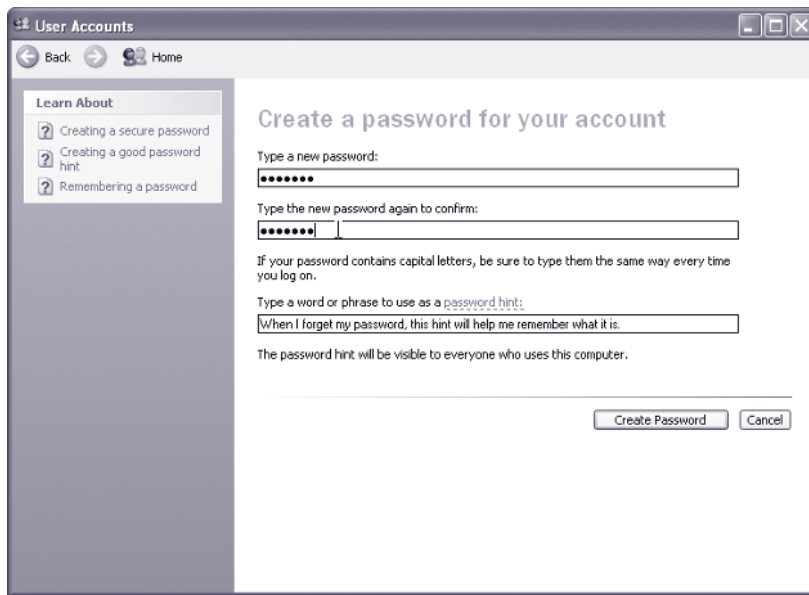 User Accounts
Back
Home
Learn About
Creating a secure password
Creating a good password
hint
Remembering a password
Create a password for your account
Type a new password:
Type the new password again to confirm:
If your password contains capital letters, be sure to type them the same way every time
you log on.
Type a word or phrase to use as a password hint:
When I forget my password, this hint will help me remember what it is.
The password hint will be visible to everyone who uses this computer.
Create Password
Cancel